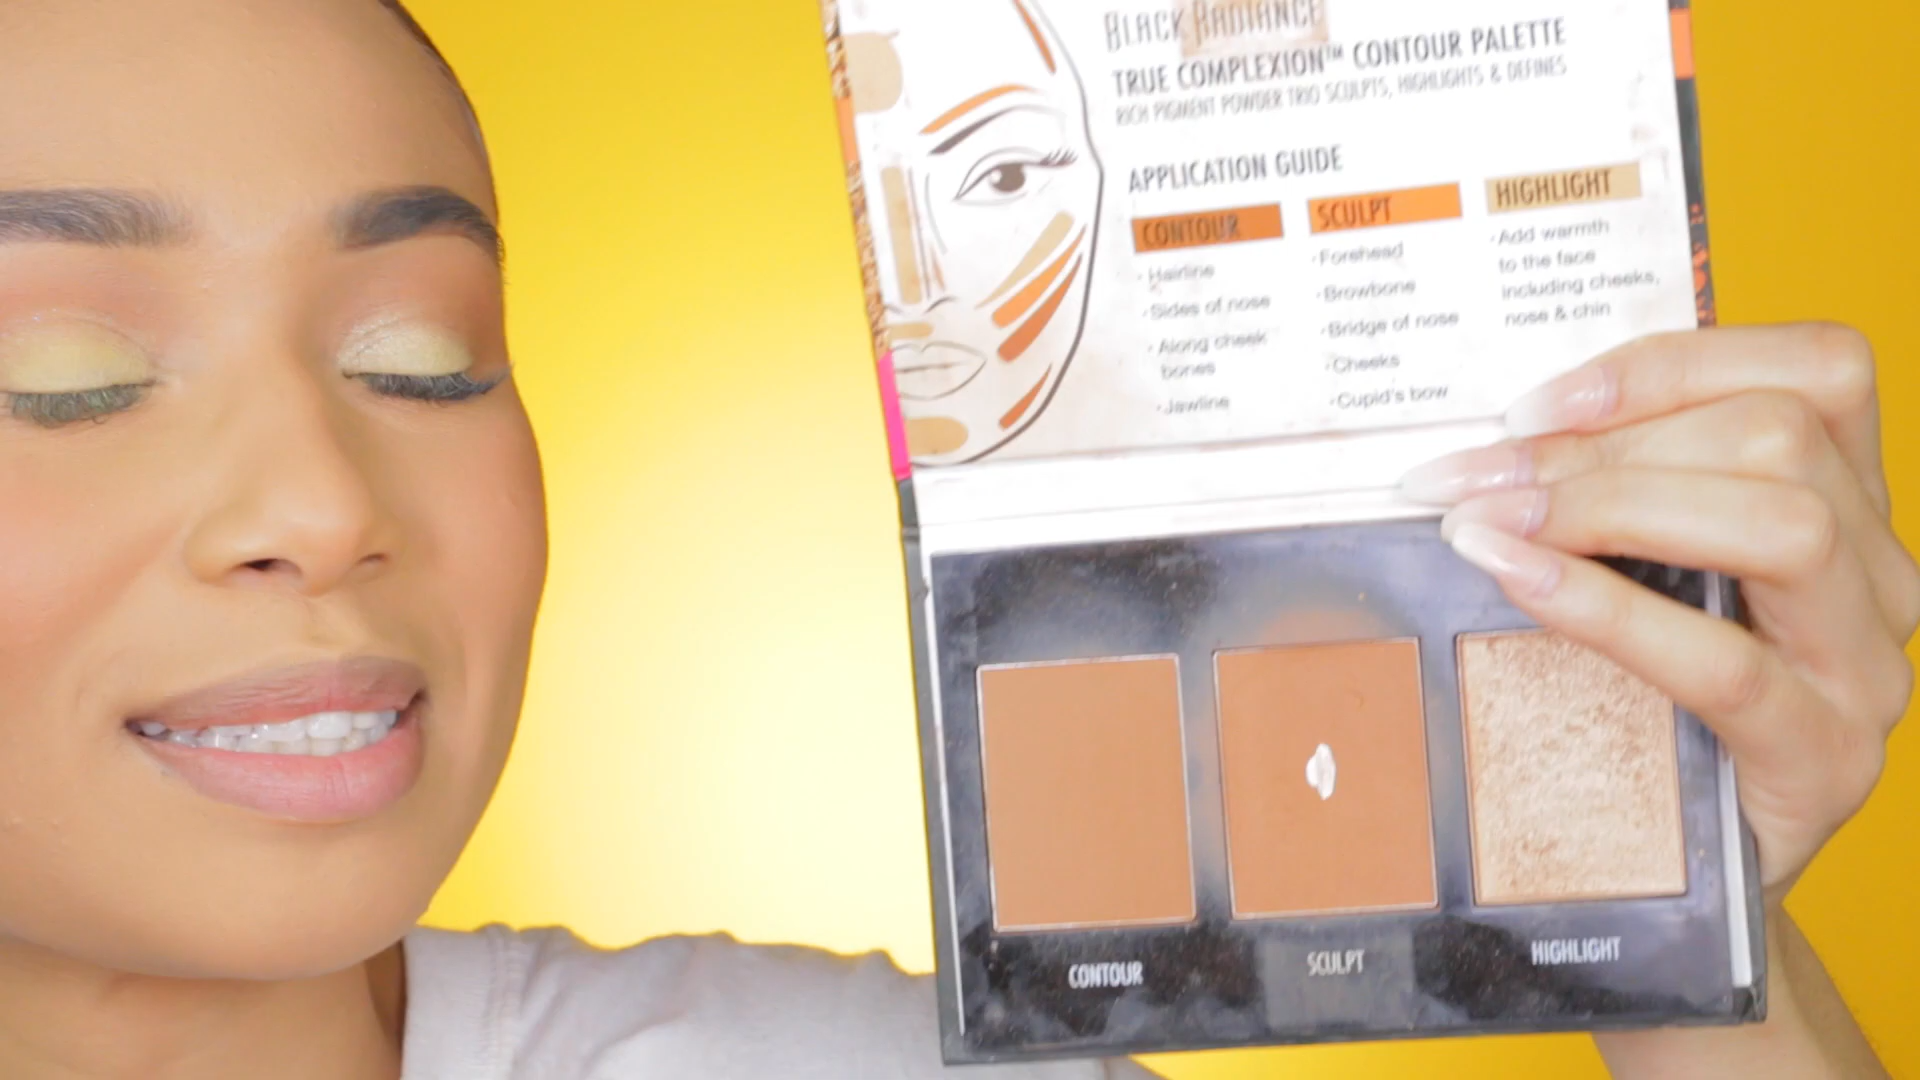 BLACK RADIANCE
TRUE COMPLEXION™ CONTOUR PALETTE
RICH PIGMENT POWDER TRIO SCULPTS, HIGHLIGHTS & DEFINES
APPLICATION GUIDE
CONTOUR
· Hairline
· Sides of nose
· Along cheek
bones
· Jawline
SCULPT
· Forehead
· Browbone
· Bridge of nose
· Cheeks
· Cupid's bow
HIGHLIGHT
· Add warmth
to the face
including cheeks,
nose & chin
CONTOUR
SCULPT
HIGHLIGHT